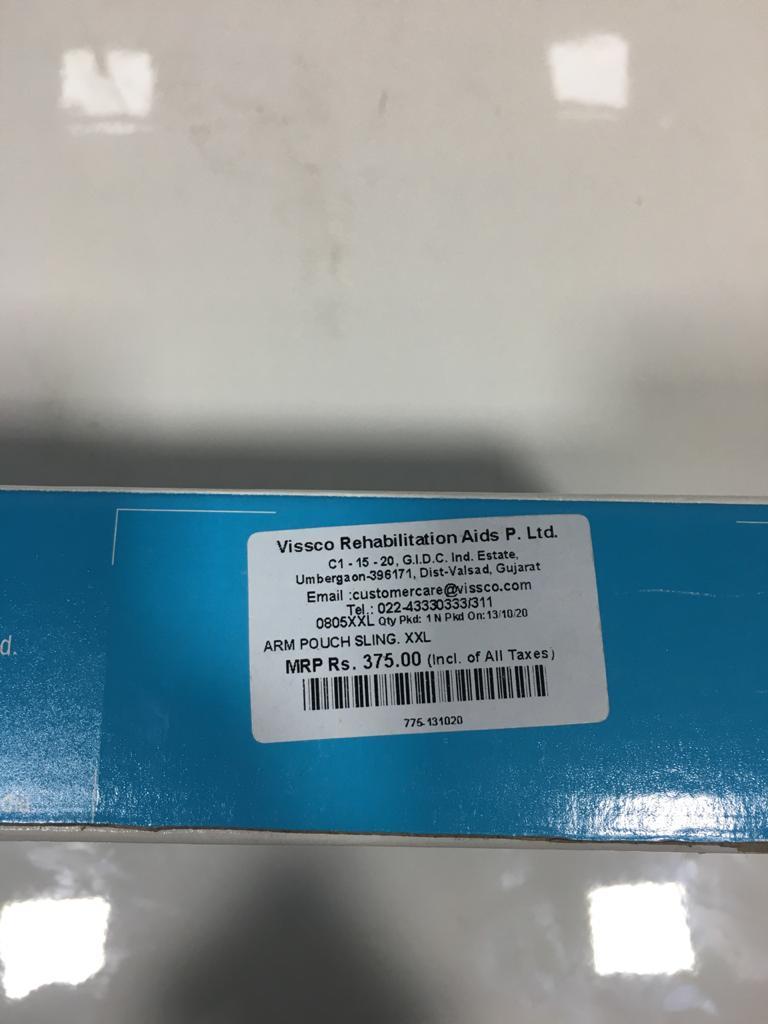 Vissco Rehabilitation Aids P. Ltd.
C1 - 15 - 20, G.I.D.C. Ind. Estate,
Umbergaon-396171, Dist-Valsad, Gujarat
Email :customercare@vissco.com
Tel.: 022-43330333/311
0805XXL Qty Pkd: 1 N Pkd On:13/10/20
ARM POUCH SLING. XXL
MRP Rs. 375.00 (Incl. of All Taxes)
775-131020
d.